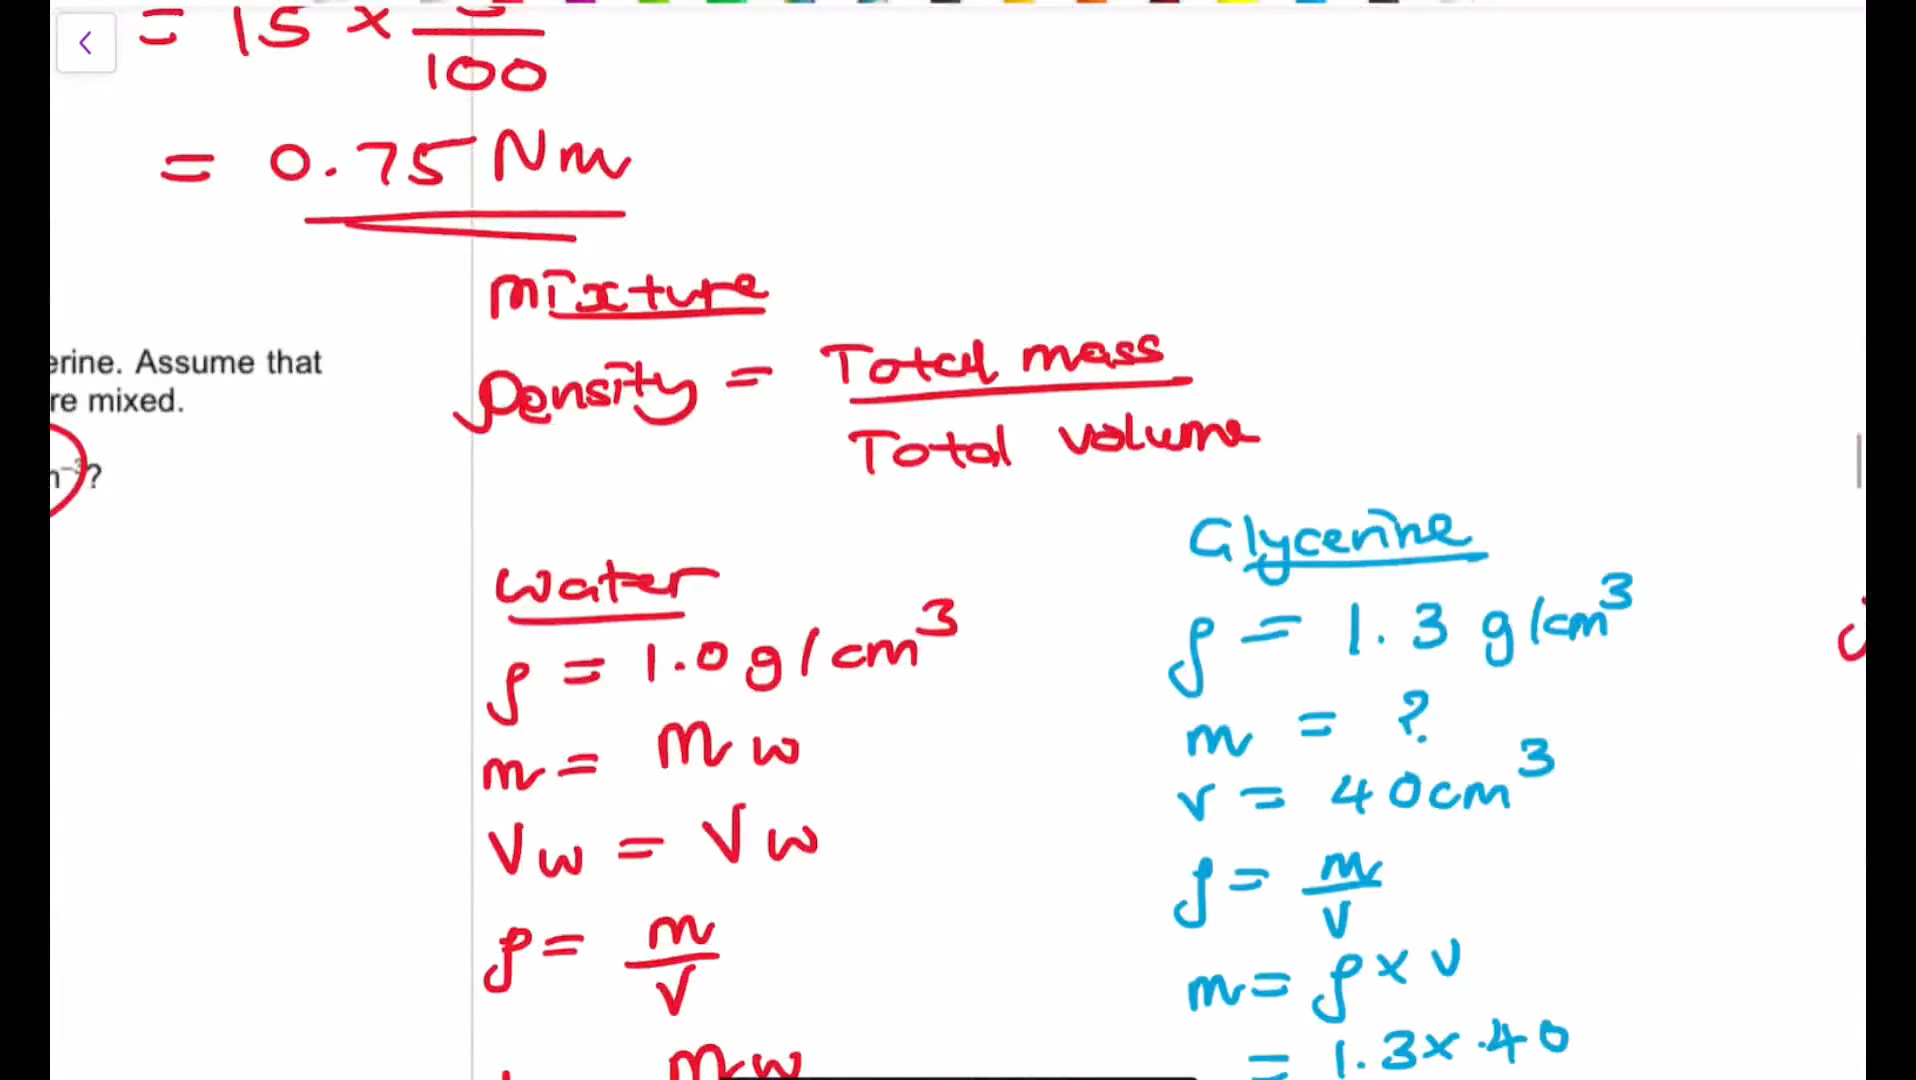 = 15 ×
100
= 0.75 Nm
mixture
erine. Assume that
re mixed.
Density = Total mass
Total volume
?
Glycerine
ρ = 1.3 g/cm³
m = ?
v = 40cm³
ρ = m
v
m = ρ × v
= 1.3 × 40
water
ρ = 1.0 g/cm³
m = mw
Vw = Vw
ρ = m
v
mw